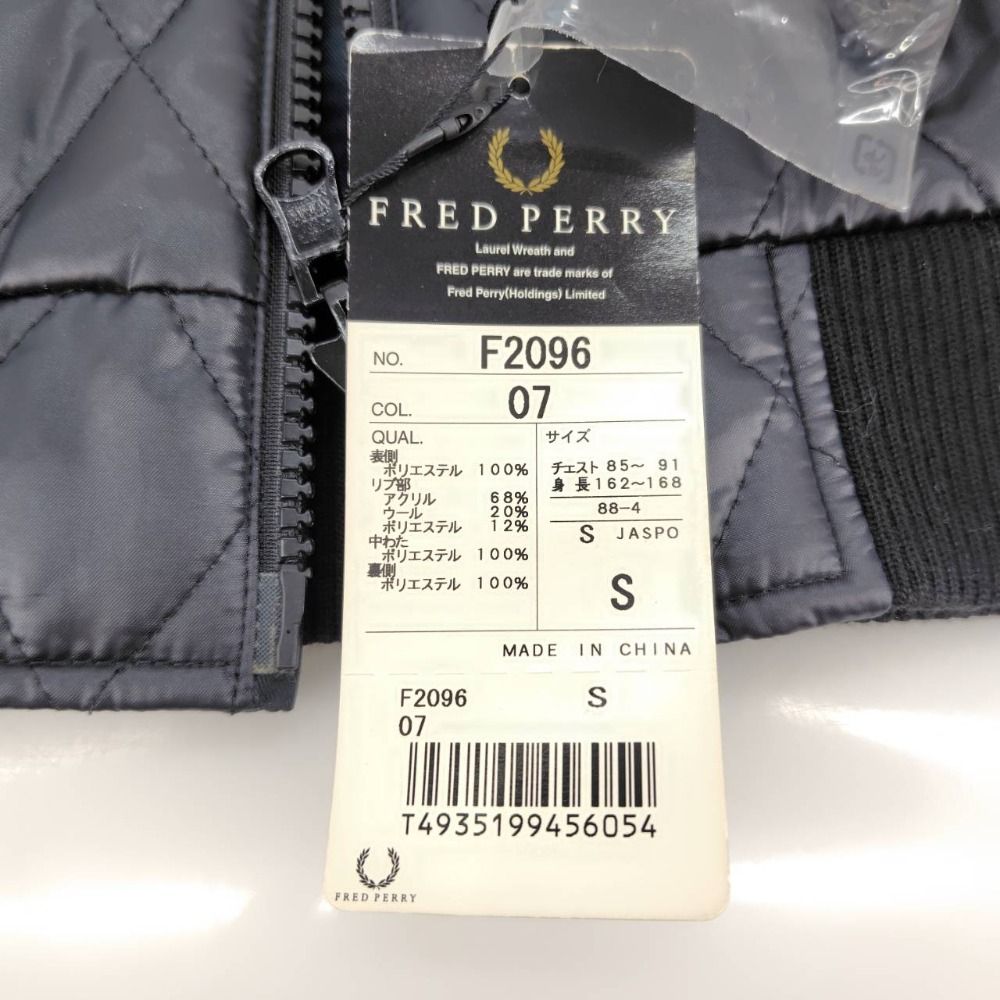 FRED PERRY
Laurel Wreath and
FRED PERRY are trade marks of
Fred Perry(Holdings) Limited
NO. F2096
COL. 07
QUAL.
表側
ポリエステル 100%
リブ部
アクリル 68%
ウール 20%
ポリエステル 12%
中わた
ポリエステル 100%
裏側
ポリエステル 100%
サイズ
チェスト 85～ 91
身 長 162～168
88-4
S JASPO
S
MADE IN CHINA
F2096 S
07
T4935199456054
FRED PERRY